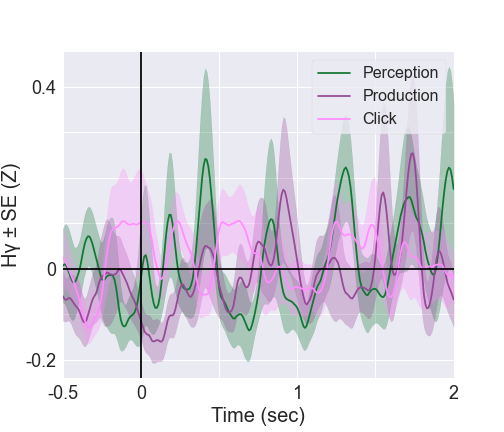 Perception
Production
Click
Hγ ± SE (Z)
0.4
0
-0.2
-0.5
0
1
2
Time (sec)